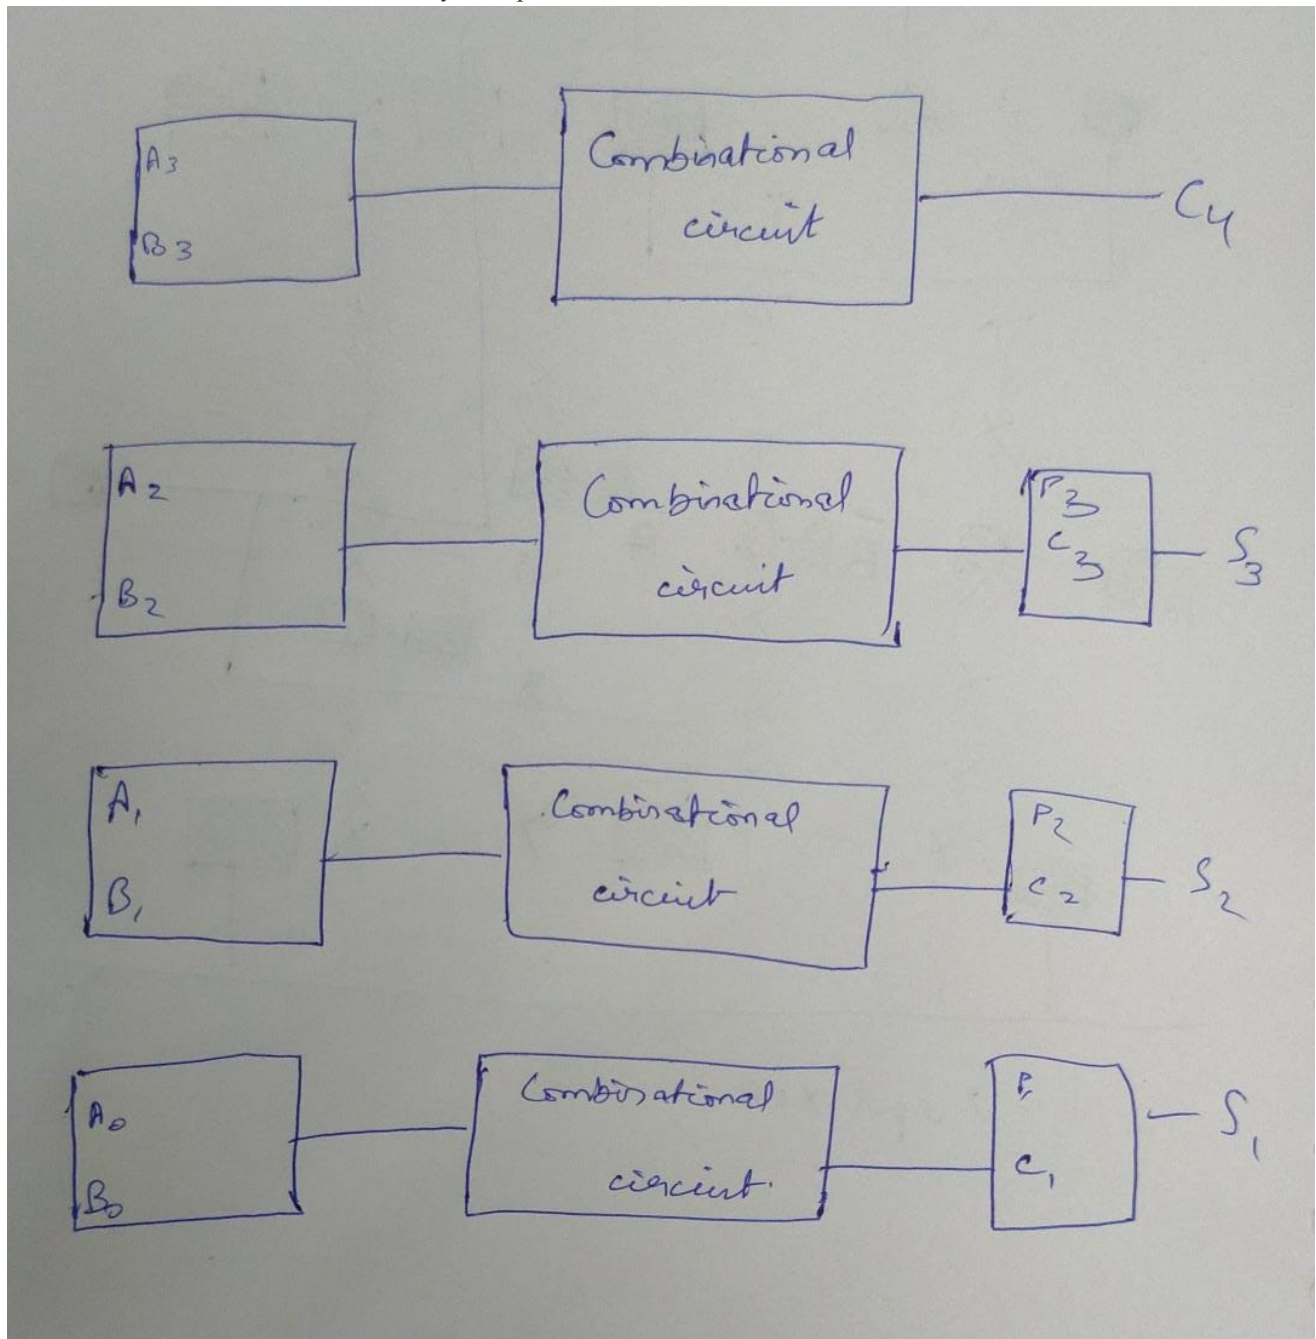 A3
B3
Combinational
circuit
C4
A2
B2
Combinational
circuit
P3
C3
S3
A1
B1
Combinational
circuit
P2
C2
S2
A0
B0
Combinational
circuit.
P1
C1
S1